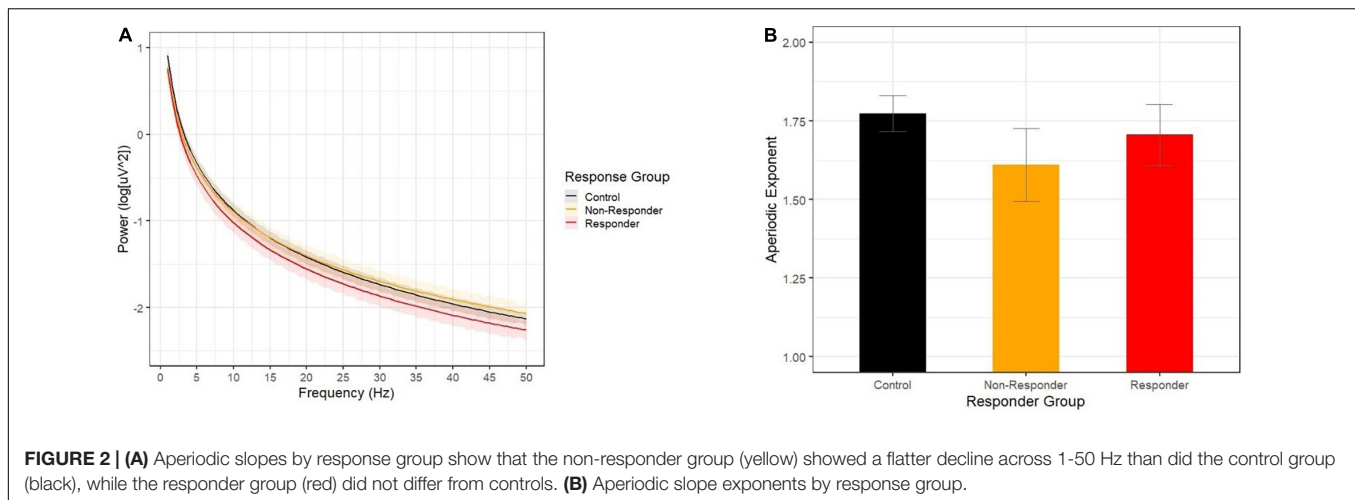 A
1
0
-1
-2
Power (log[uV^2])
0 5 10 15 20 25 30 35 40 45 50
Frequency (Hz)
Response Group
Control
Non-Responder
Responder
B
2.00
1.75
1.50
1.25
1.00
Aperiodic Exponent
Control Non-Responder Responder
Responder Group
FIGURE 2 | (A) Aperiodic slopes by response group show that the non-responder group (yellow) showed a flatter decline across 1-50 Hz than did the control group
(black), while the responder group (red) did not differ from controls. (B) Aperiodic slope exponents by response group.